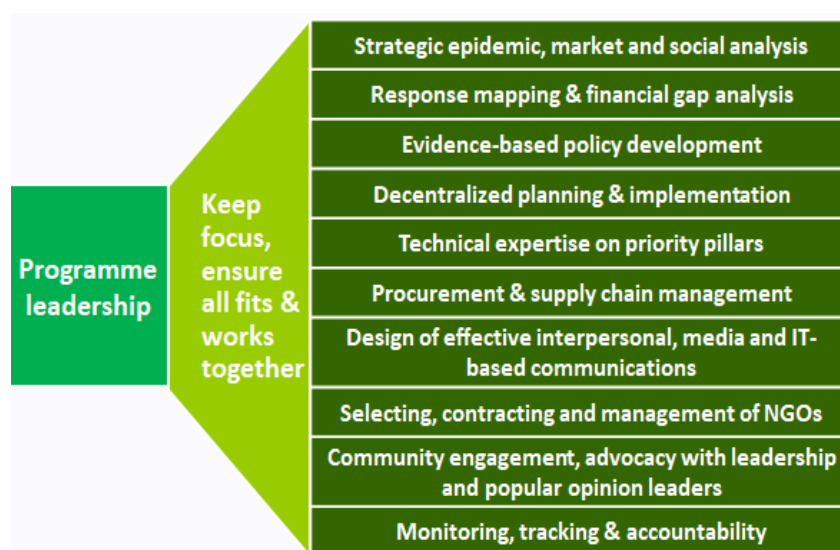 Programme
leadership
Keep
focus,
ensure
all fits &
works
together
Strategic epidemic, market and social analysis
Response mapping & financial gap analysis
Evidence-based policy development
Decentralized planning & implementation
Technical expertise on priority pillars
Procurement & supply chain management
Design of effective interpersonal, media and IT-
based communications
Selecting, contracting and management of NGOs
Community engagement, advocacy with leadership
and popular opinion leaders
Monitoring, tracking & accountability